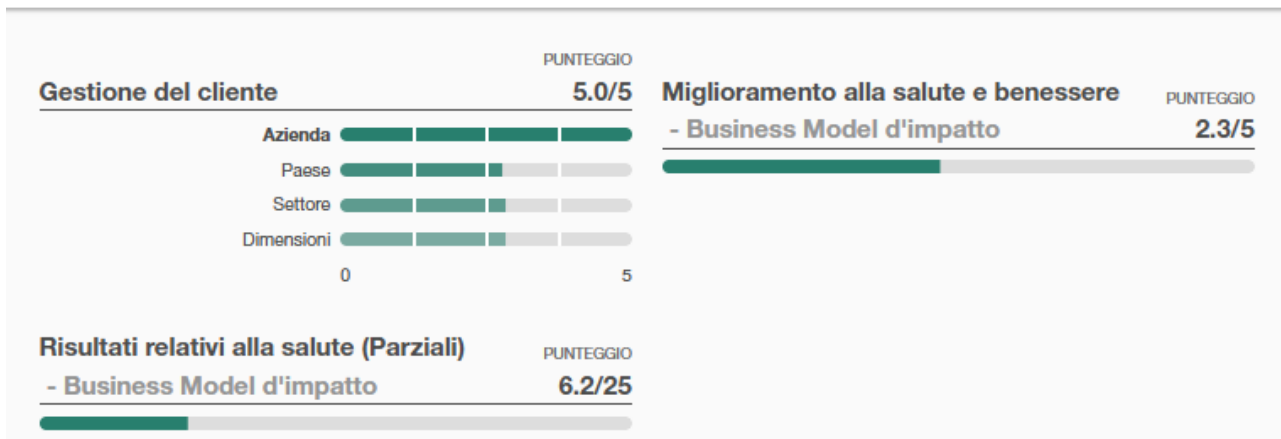 PUNTEGGIO
Gestione del cliente 5.0/5
Azienda
Paese
Settore
Dimensioni
0 5
Miglioramento alla salute e benessere PUNTEGGIO
- Business Model d'impatto 2.3/5
Risultati relativi alla salute (Parziali) PUNTEGGIO
- Business Model d'impatto 6.2/25